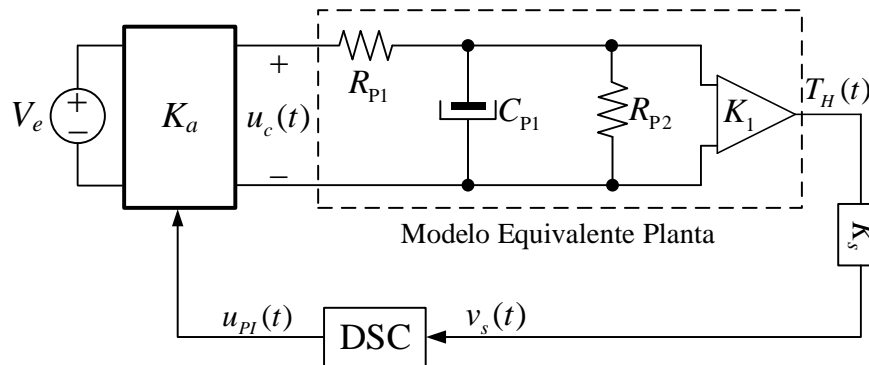 V_e
+
−
K_a
+
u_c(t)
−
R_P1
C_P1
R_P2
K_1
T_H(t)
Modelo Equivalente Planta
K_s
u_PI(t)
DSC
v_s(t)